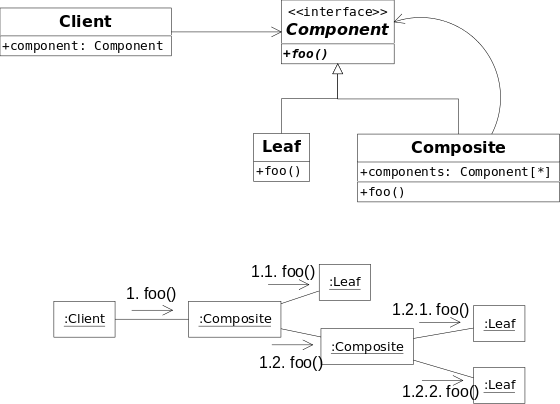 Client
+component: Component
<<interface>>
Component
+foo()
Leaf
+foo()
Composite
+components: Component[*]
+foo()
1. foo()
:Client
:Composite
1.1. foo()
:Leaf
1.2. foo()
:Composite
1.2.1. foo()
:Leaf
1.2.2. foo()
:Leaf